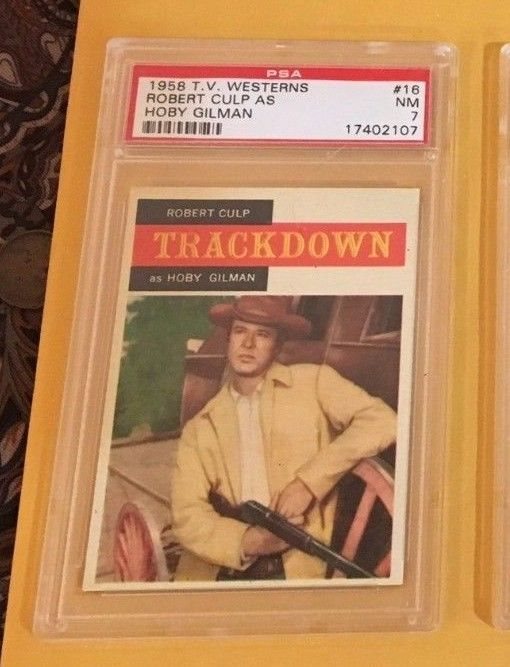 PSA
1958 T.V. WESTERNS #16
ROBERT CULP AS NM
HOBY GILMAN 7
17402107
ROBERT CULP
TRACKDOWN
as HOBY GILMAN